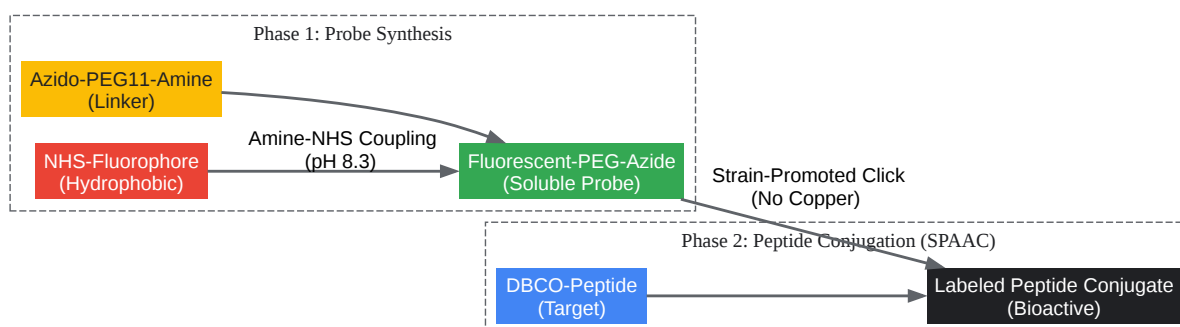 Phase 1: Probe Synthesis
Azido-PEG11-Amine
(Linker)
NHS-Fluorophore
(Hydrophobic)
Amine-NHS Coupling
(pH 8.3)
Fluorescent-PEG-Azide
(Soluble Probe)
Strain-Promoted Click
(No Copper)
Phase 2: Peptide Conjugation (SPAAC)
DBCO-Peptide
(Target)
Labeled Peptide Conjugate
(Bioactive)